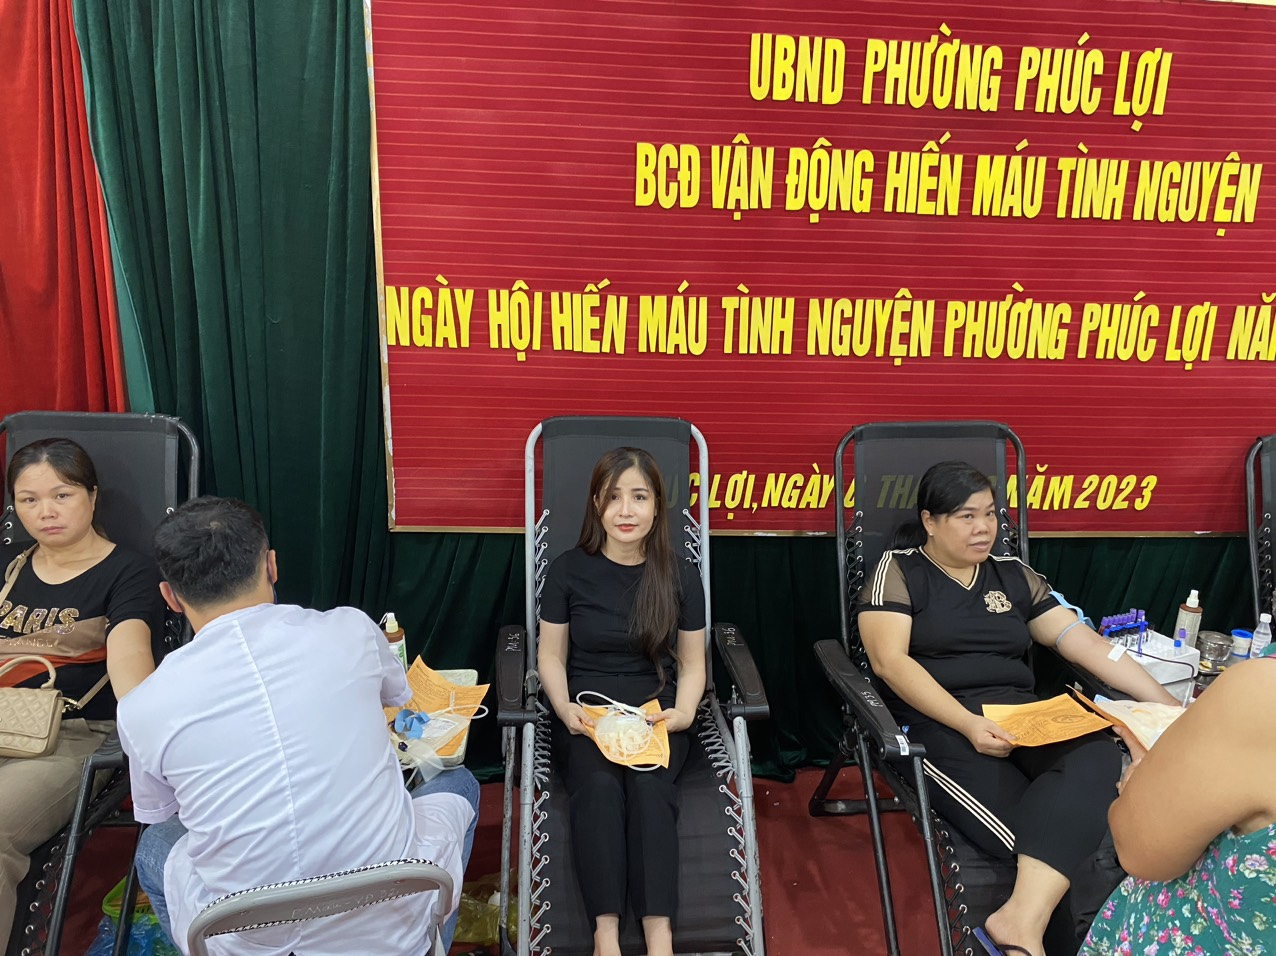 UBND PHƯỜNG PHÚC LỢI
BCĐ VẬN ĐỘNG HIẾN MÁU TÌNH NGUYỆN
NGÀY HỘI HIẾN MÁU TÌNH NGUYỆN PHƯỜNG PHÚC LỢI
LỢI, NGÀY NĂM 2023
PARIS
B